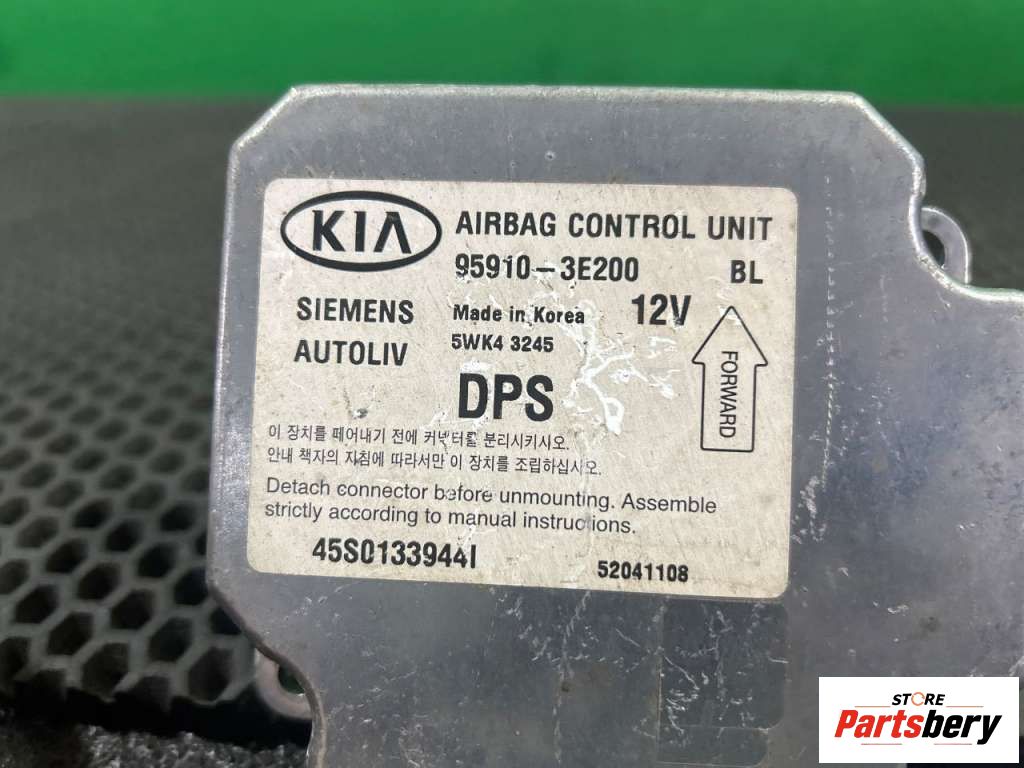 KIA AIRBAG CONTROL UNIT
95910-3E200 BL
SIEMENS Made in Korea 12V
AUTOLIV 5WK4 3245
FORWARD
DPS
이 장치를 떼어내기 전에 커넥터를 분리시키시오.
안내 책자의 지침에 따라서만 이 장치를 조립하십시오.
Detach connector before unmounting. Assemble
strictly according to manual instructions.
45S0133944I 52041108
STORE
Partsbery